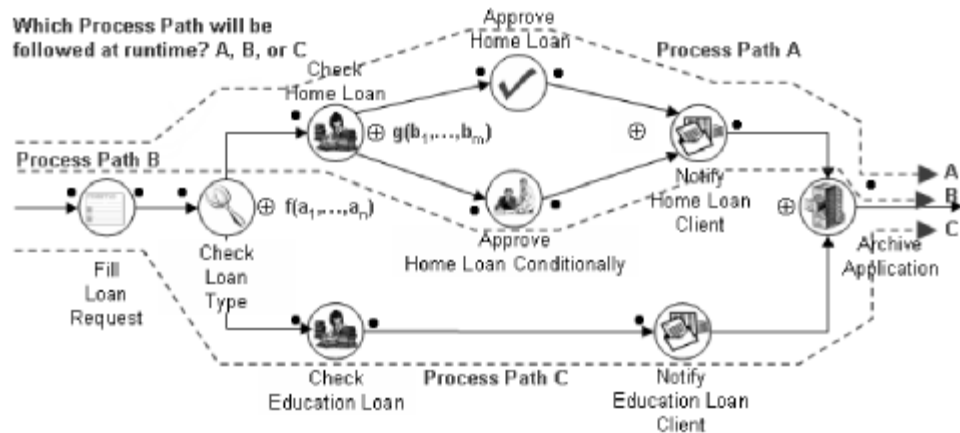 Which Process Path will be
followed at runtime? A, B, or C
Approve
Home Loan
Process Path A
Check
Home Loan
g(b1,...,bm)
Process Path B
A
B
C
f(a1,...,an)
Notify
Home Loan
Client
Approve
Home Loan Conditionally
Archive
Application
Fill
Loan
Request
Check
Loan
Type
Check
Education Loan
Process Path C
Notify
Education Loan
Client